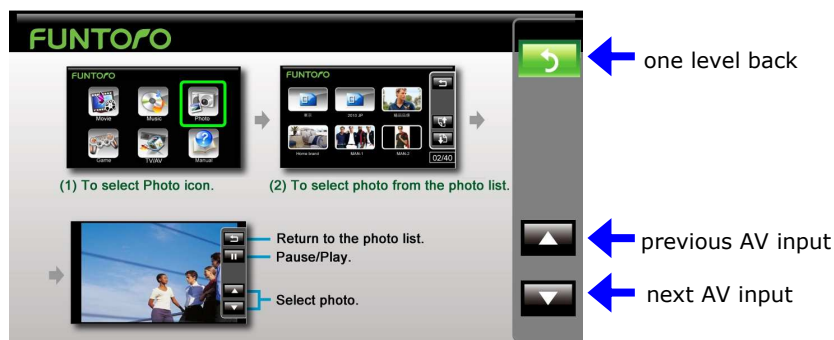 FUNTORO
one level back
FUNTORO
Movie Music Photo
Game TV/AV Manual
FUNTORO
2010 JP
Home brand MAN-1 MAN-2
02/40
(1) To select Photo icon.
(2) To select photo from the photo list.
Return to the photo list.
Pause/Play.
Select photo.
previous AV input
next AV input